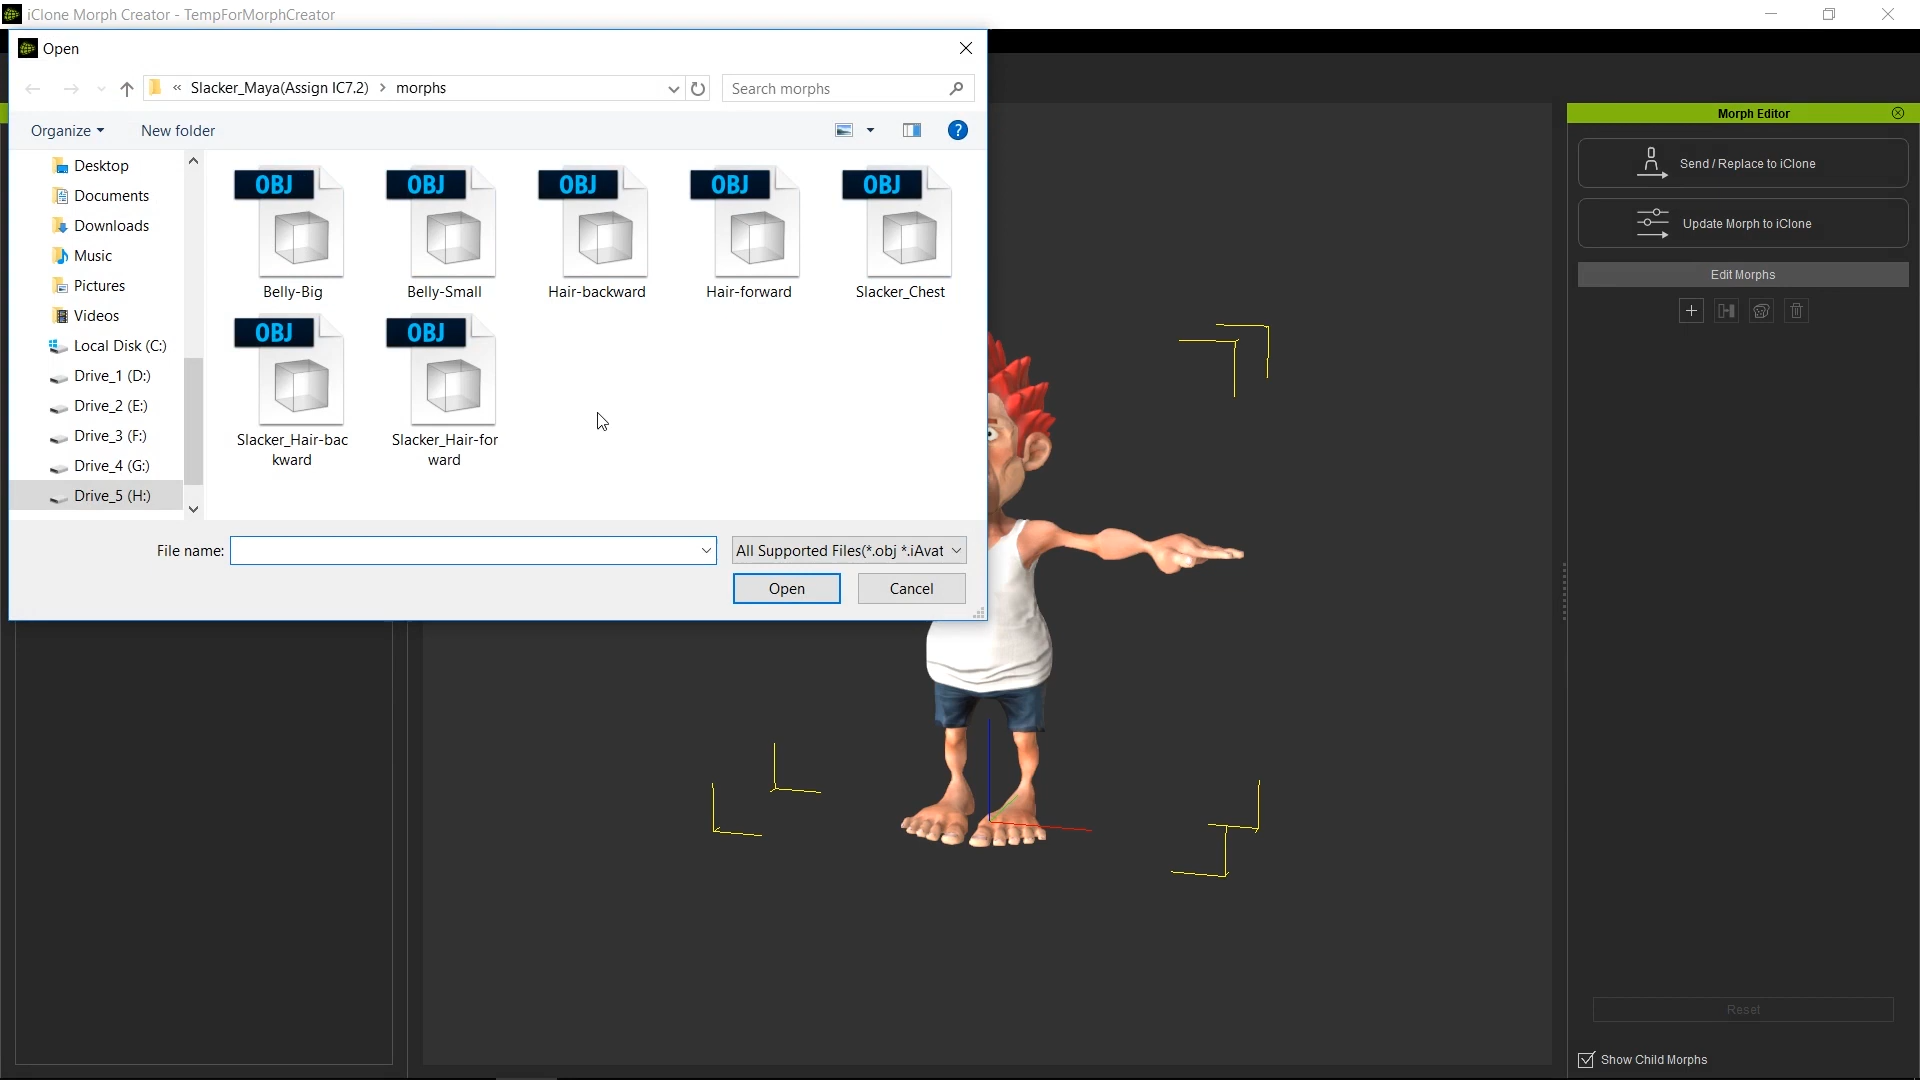 iClone Morph Creator - TempForMorphCreator
Open
« Slacker_Maya(Assign IC7.2) > morphs
Search morphs
Organize
New folder
?
Desktop
Documents
Downloads
Music
Pictures
Videos
Local Disk (C:)
Drive_1 (D:)
Drive_2 (E:)
Drive_3 (F:)
Drive_4 (G:)
Drive_5 (H:)
OBJ OBJ OBJ OBJ OBJ
Belly-Big Belly-Small Hair-backward Hair-forward Slacker_Chest
OBJ OBJ
Slacker_Hair-bac
kward
Slacker_Hair-for
ward
File name:
All Supported Files(*.obj *.iAvat
Open
Cancel
Morph Editor
Send / Replace to iClone
Update Morph to iClone
Edit Morphs
Reset
Show Child Morphs